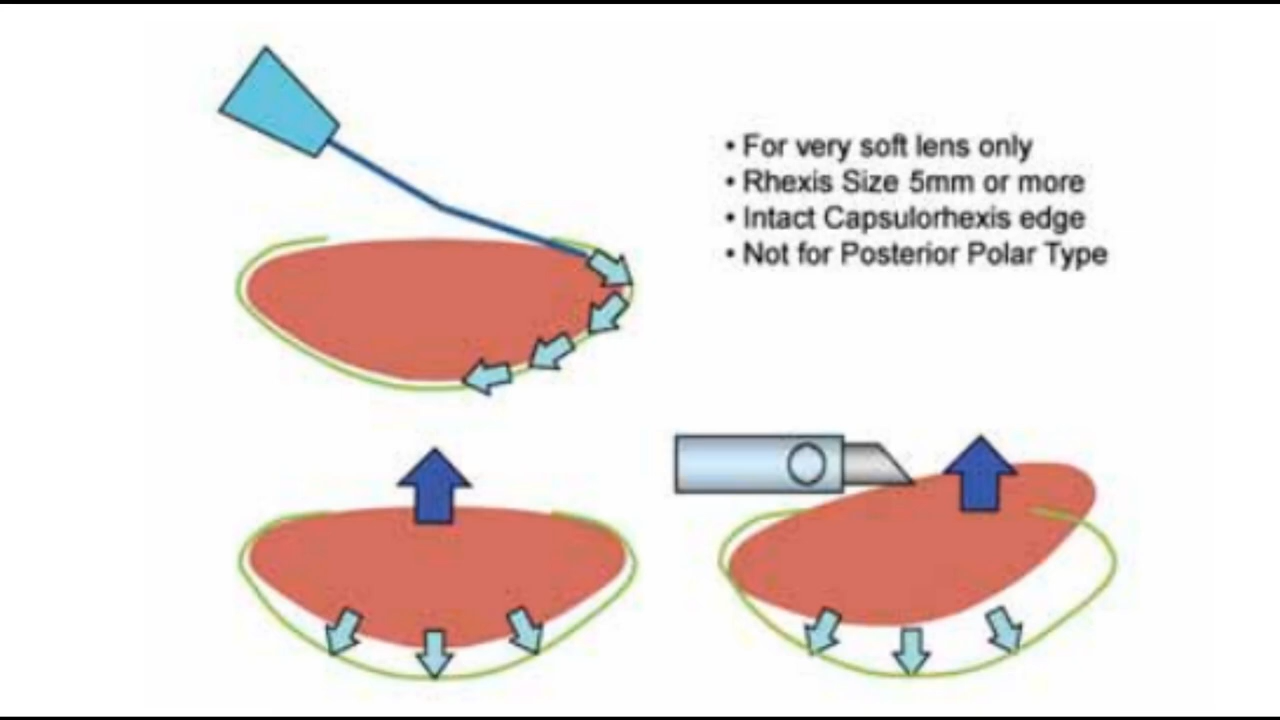 • For very soft lens only
• Rhexis Size 5mm or more
• Intact Capsulorhexis edge
• Not for Posterior Polar Type